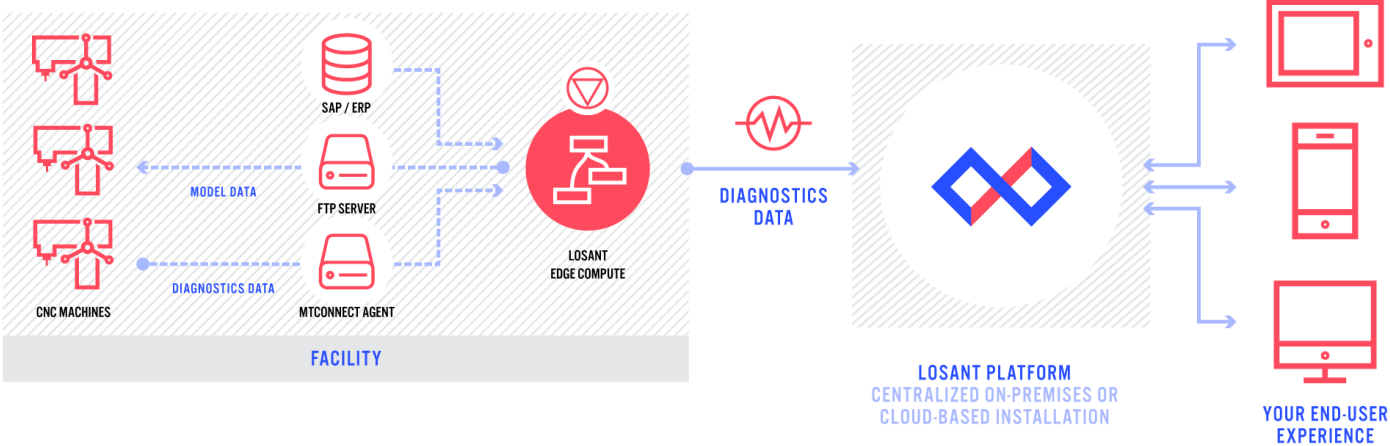 SAP / ERP
MODEL DATA
FTP SERVER
DIAGNOSTICS DATA
CNC MACHINES
MTCONNECT AGENT
LOSANT
EDGE COMPUTE
FACILITY
DIAGNOSTICS
DATA
LOSANT PLATFORM
CENTRALIZED ON-PREMISES OR
CLOUD-BASED INSTALLATION
YOUR END-USER
EXPERIENCE